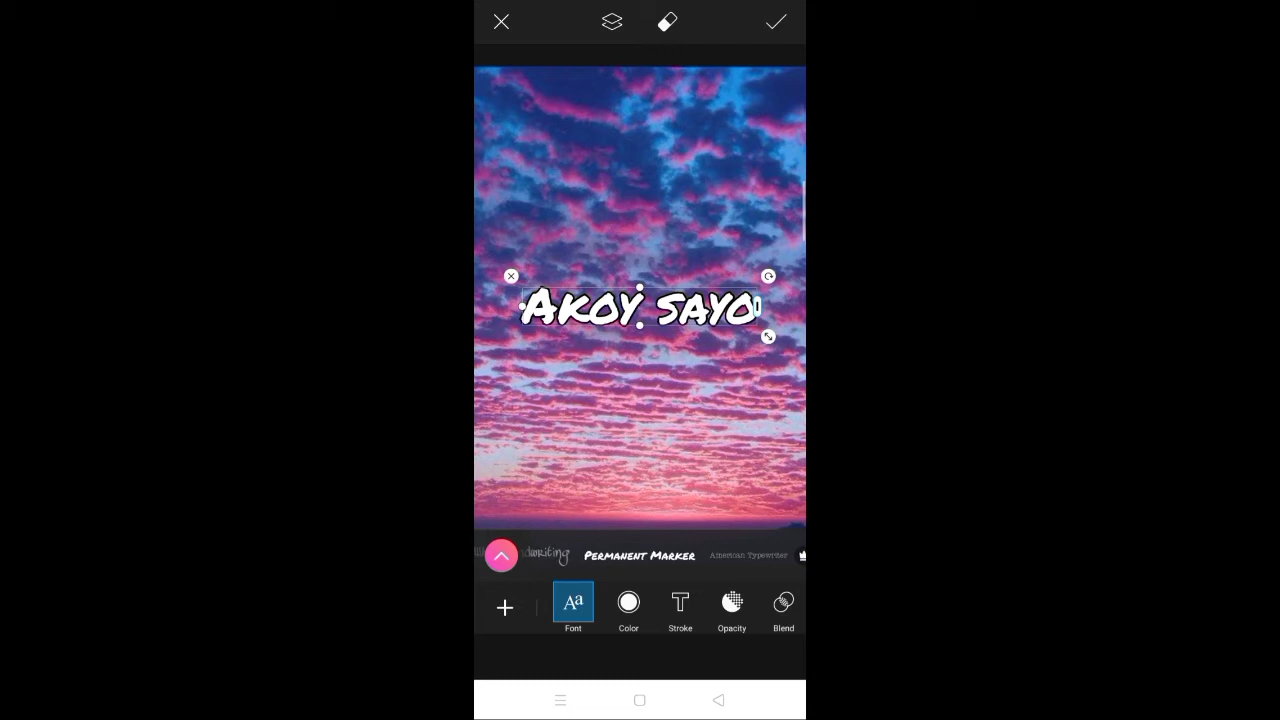 Akoy sayo
Permanent Marker
American Typewriter
Font
Color
Stroke
Opacity
Blend